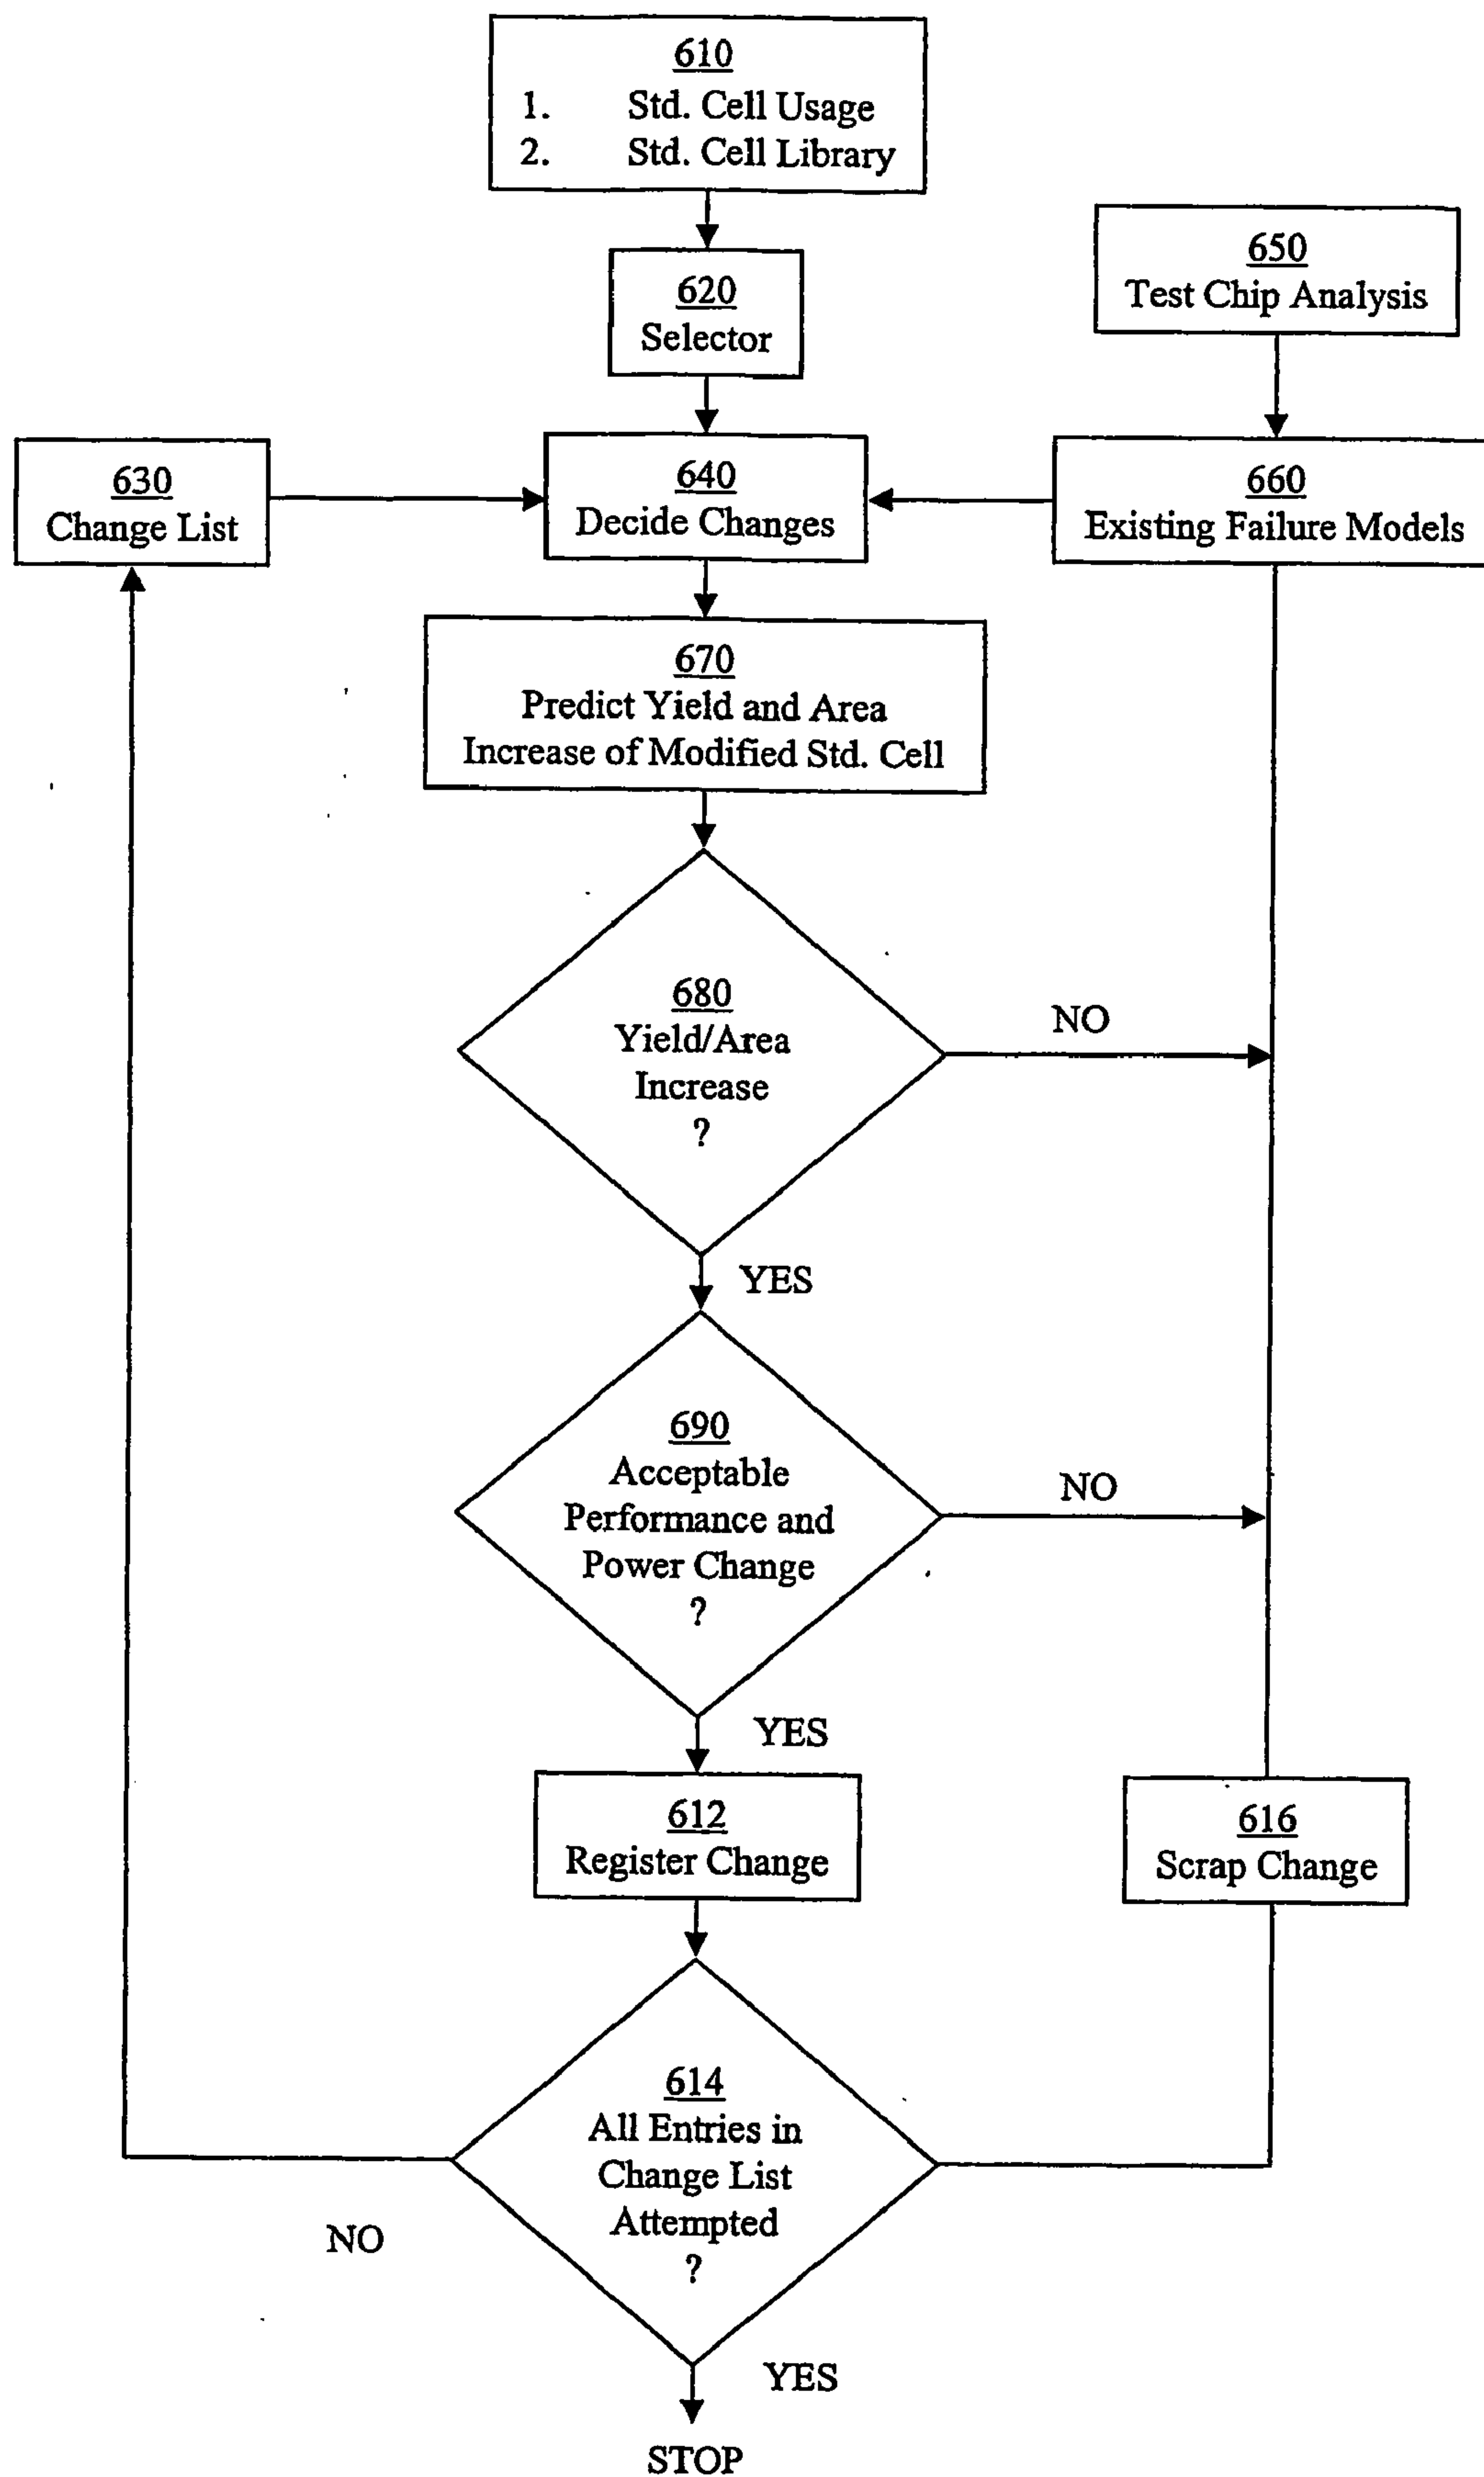 610
1. Std. Cell Usage
2. Std. Cell Library
650
Test Chip Analysis
620
Selector
630
Change List
640
Decide Changes
660
Existing Failure Models
670
Predict Yield and Area
Increase of Modified Std. Cell
680
Yield/Area
Increase
?
NO
YES
690
Acceptable
Performance and
Power Change
?
NO
YES
612
Register Change
616
Scrap Change
614
All Entries in
Change List
Attempted
?
NO
YES
STOP